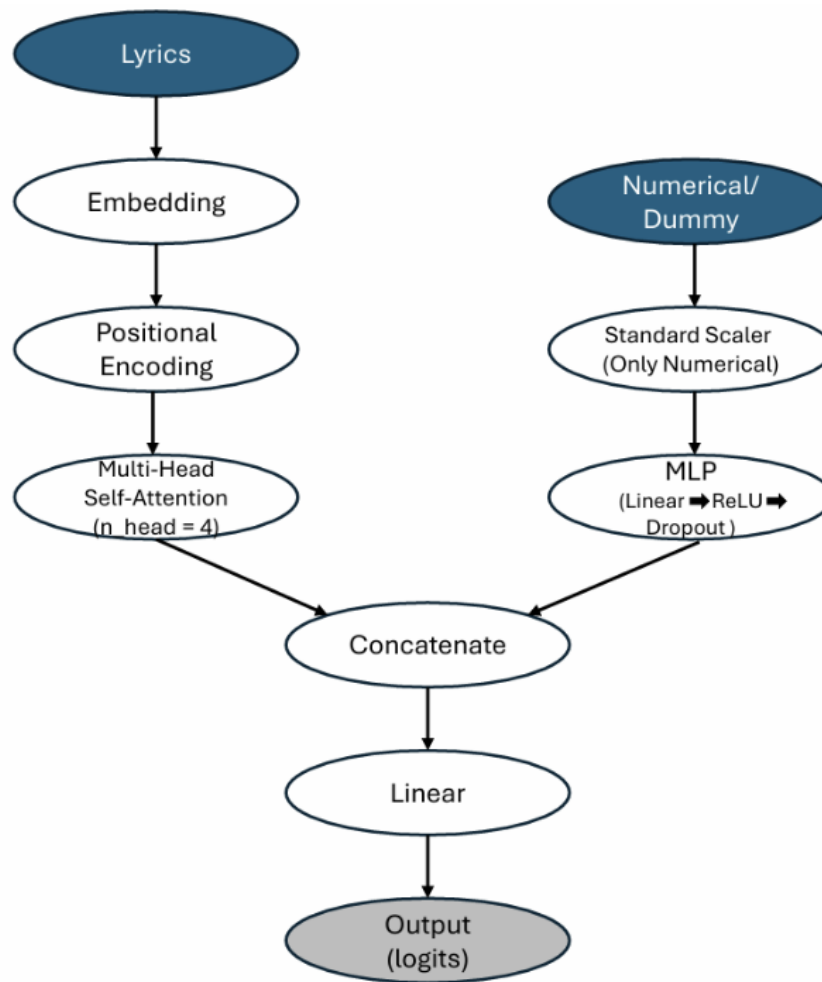 Lyrics
Embedding
Numerical/
Dummy
Positional
Encoding
Standard Scaler
(Only Numerical)
Multi-Head
Self-Attention
(n_head = 4)
MLP
(Linear ➡ReLU ➡
Dropout )
Concatenate
Linear
Output
(logits)